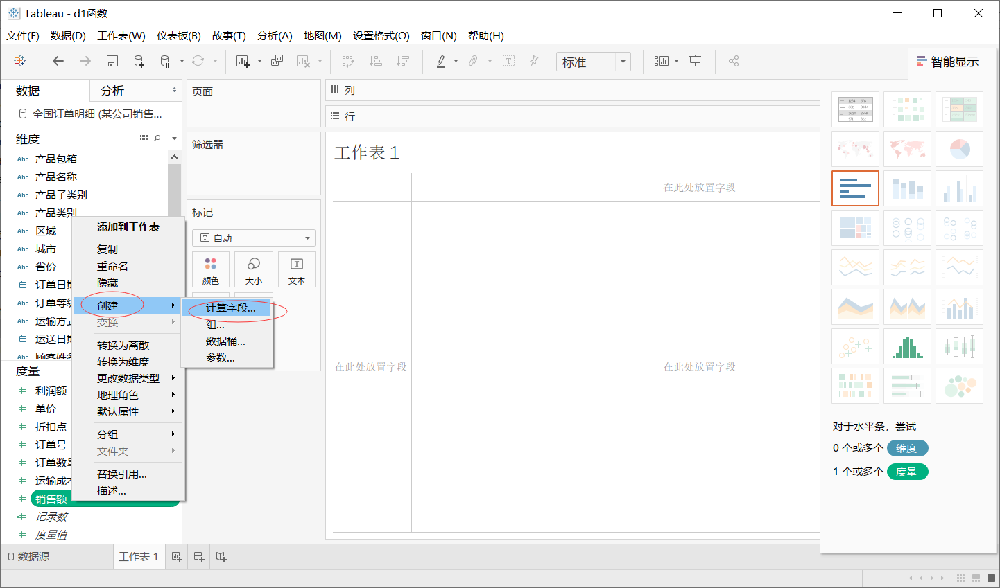 Tableau - d1函数
文件(F) 数据(D) 工作表(W) 仪表板(B) 故事(T) 分析(A) 地图(M) 设置格式(O) 窗口(N) 帮助(H)
标准
智能显示
数据 分析
全国订单明细 (某公司销售...
维度
Abc 产品包箱
Abc 产品名称
Abc 产品子类别
Abc 产品类别
Abc 区域
Abc 城市
Abc 省份
订单日期
Abc 订单等级
Abc 运输方式
运送日期
Abc 顾客姓名
度量
利润额
单价
折扣点
订单号
订单数量
运输成本
销售额
记录数
度量值
添加到工作表
复制
重命名
隐藏
创建
变换
转换为离散
转换为维度
更改数据类型
地理角色
默认属性
分组
文件夹
替换引用...
描述...
计算字段...
组...
数据桶...
参数...
页面
筛选器
标记
自动
颜色 大小 文本
列
行
工作表 1
在此处放置字段
在此处放置字段
在此处放置字段
对于水平条，尝试
0 个或多个 维度
1 个或多个 度量
数据源 工作表 1